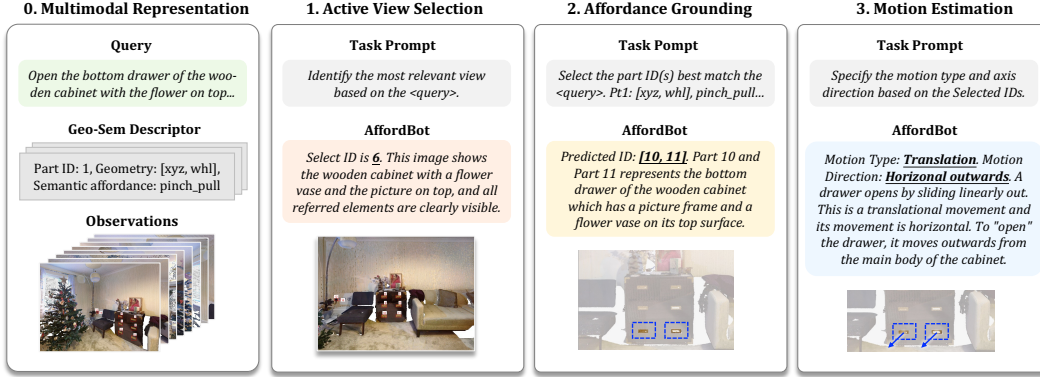 0. Multimodal Representation
Query
Open the bottom drawer of the woo-
den cabinet with the flower on top...
Geo-Sem Descriptor
Part ID: 1, Geometry: [xyz, whl],
Semantic affordance: pinch_pull
Observations
1. Active View Selection
Task Prompt
Identify the most relevant view
based on the <query>.
AffordBot
Select ID is 6. This image shows
the wooden cabinet with a flower
vase and the picture on top, and all
referred elements are clearly visible.
2. Affordance Grounding
Task Pompt
Select the part ID(s) best match the
<query>. Pt1: [xyz, whl], pinch_pull...
AffordBot
Predicted ID: [10, 11]. Part 10 and
Part 11 represents the bottom
drawer of the wooden cabinet
which has a picture frame and a
flower vase on its top surface.
3. Motion Estimation
Task Prompt
Specify the motion type and axis
direction based on the Selected IDs.
AffordBot
Motion Type: Translation. Motion
Direction: Horizonal outwards. A
drawer opens by sliding linearly out.
This is a translational movement and
its movement is horizontal. To "open"
the drawer, it moves outwards from
the main body of the cabinet.